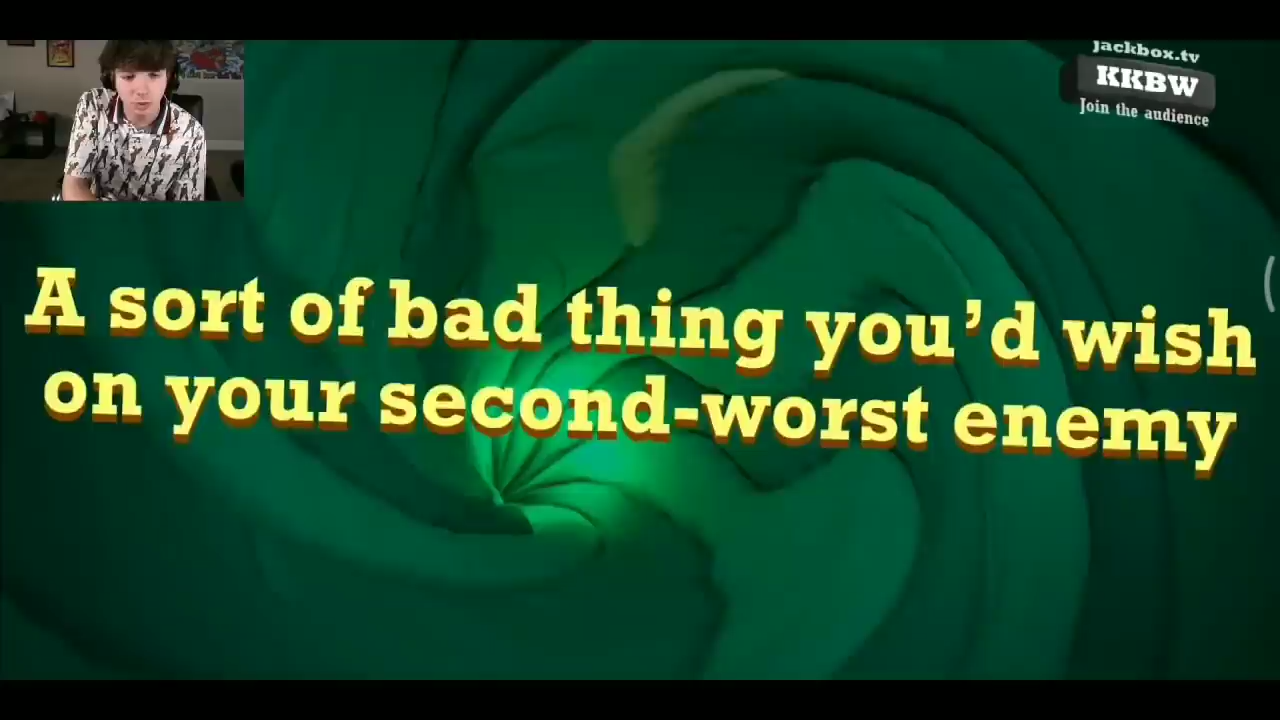 jackbox.tv
KKBW
Join the audience
A sort of bad thing you’d wish
on your second-worst enemy